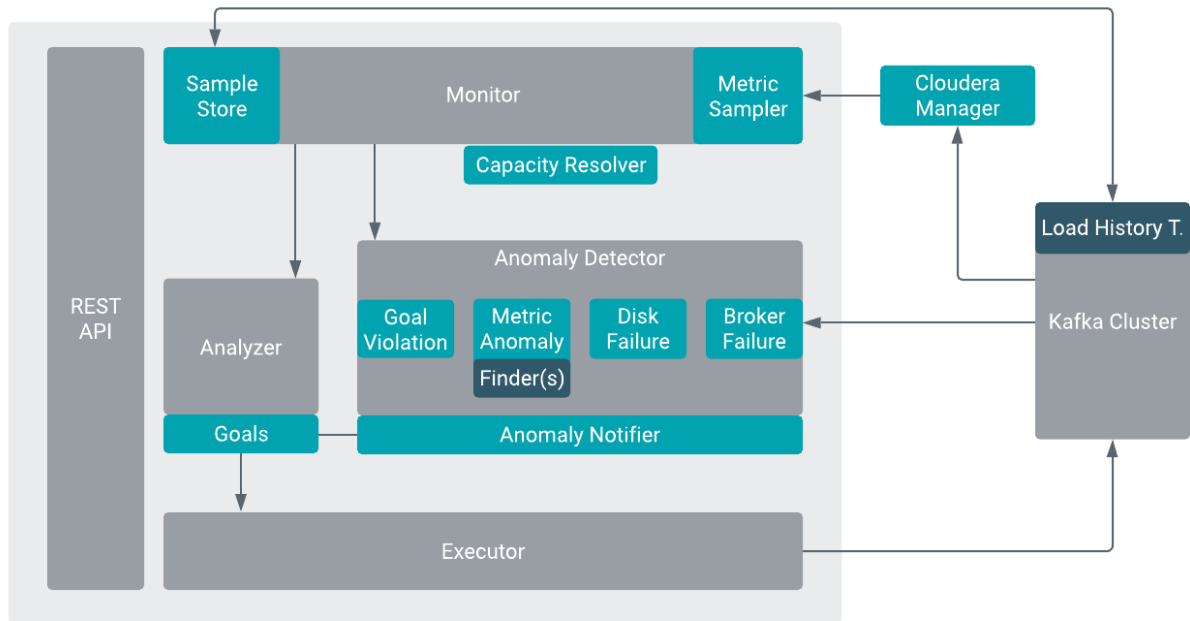 Sample
Store
Monitor
Metric
Sampler
Cloudera
Manager
Capacity Resolver
Load History T.
Kafka Cluster
REST
API
Anomaly Detector
Goal
Violation
Metric
Anomaly
Finder(s)
Disk
Failure
Broker
Failure
Analyzer
Goals
Anomaly Notifier
Executor